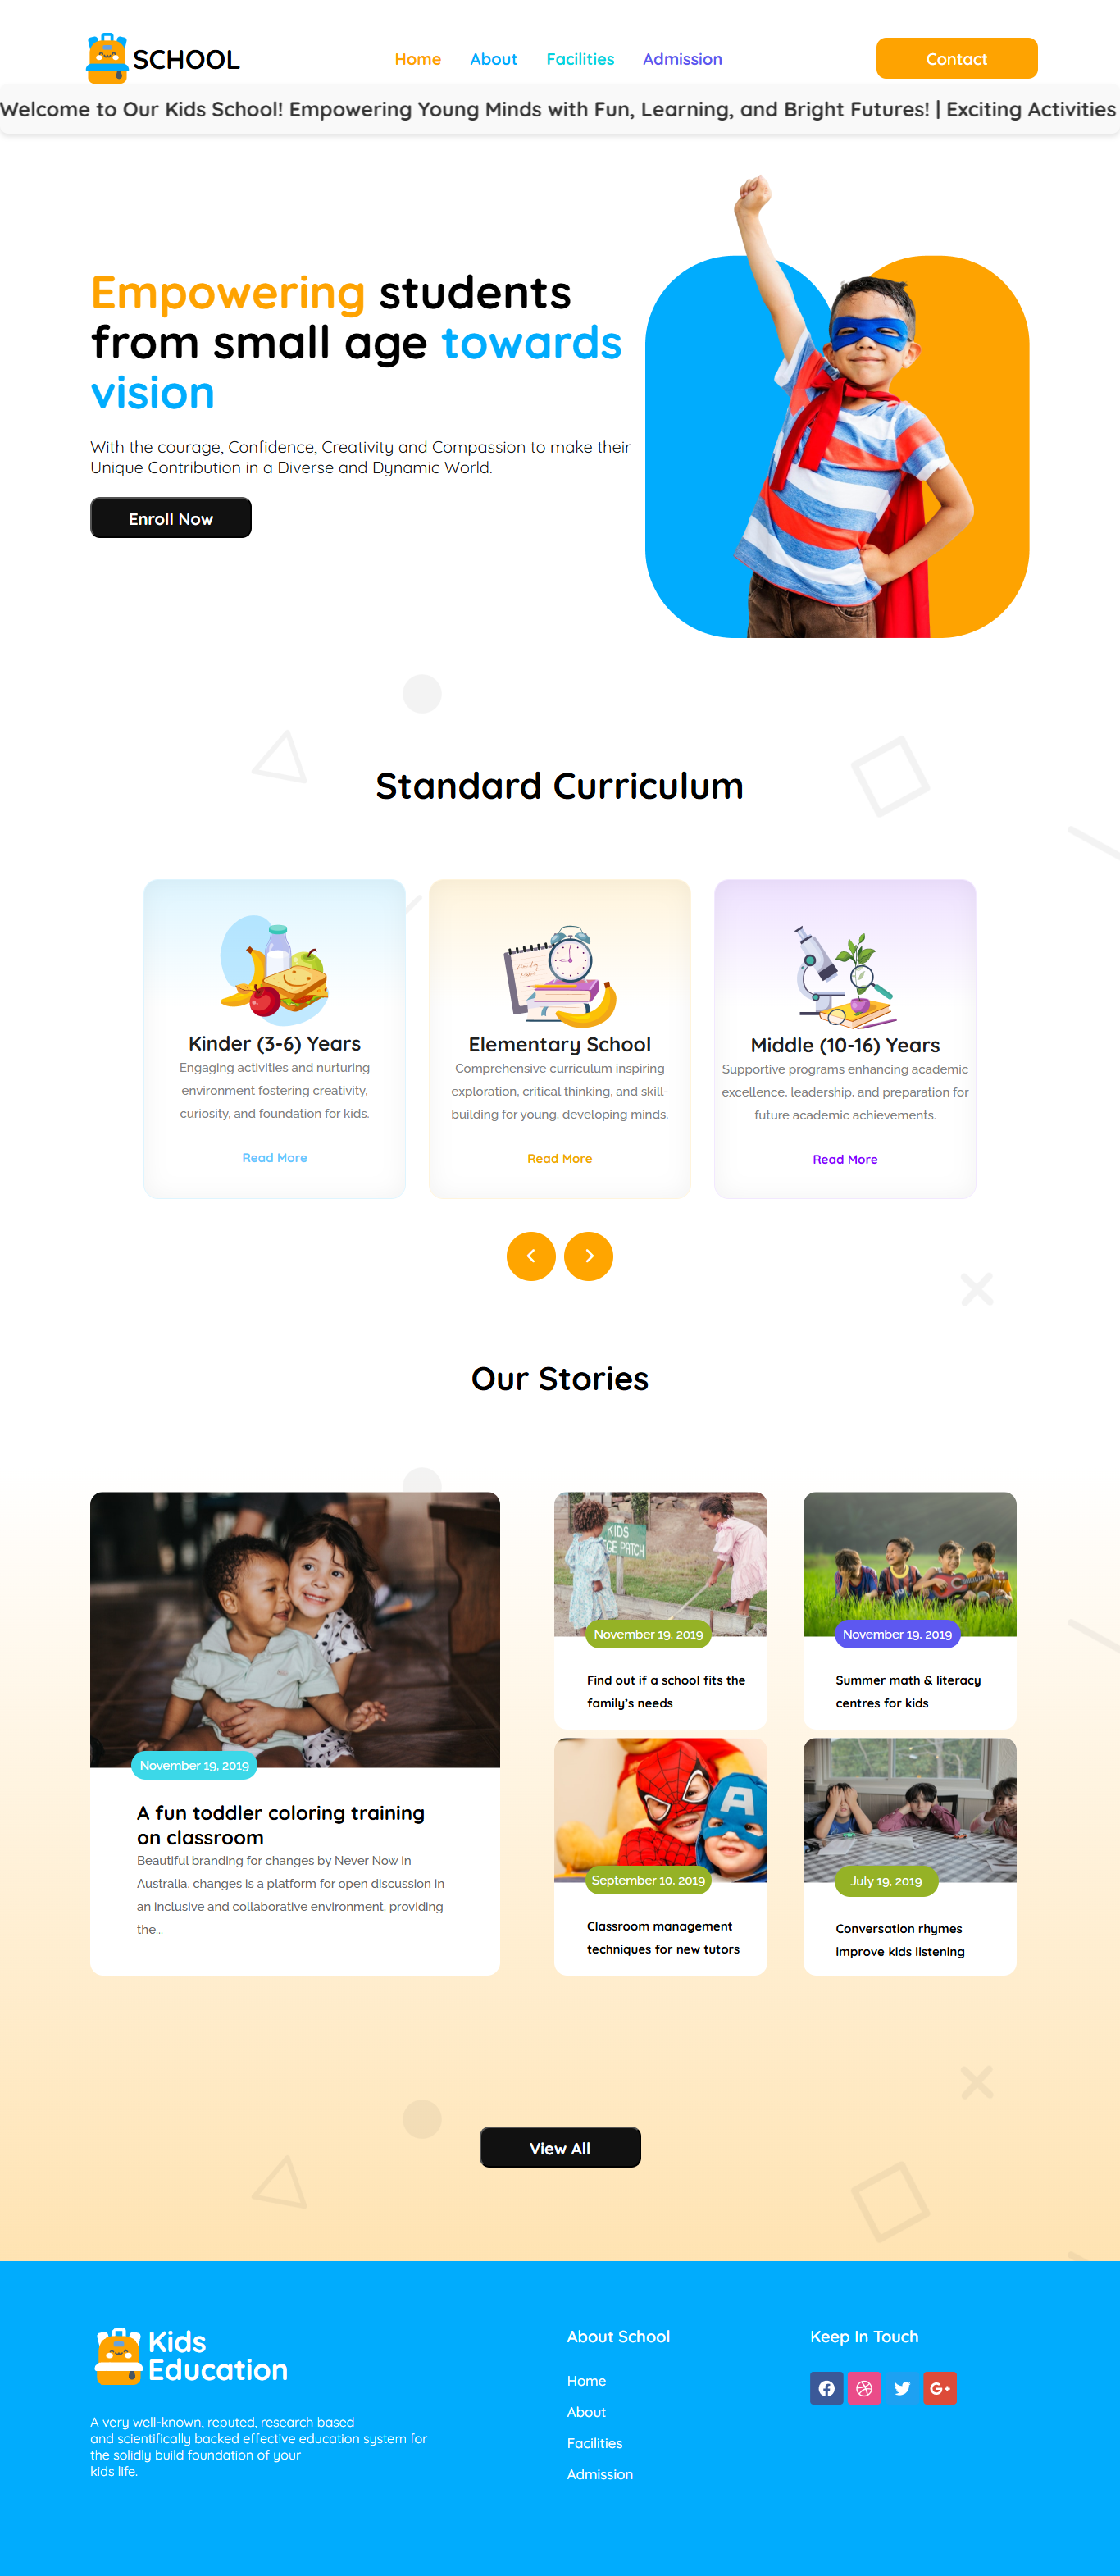 SCHOOL
Home
About
Facilities
Admission
Contact
Welcome to Our Kids School! Empowering Young Minds with Fun, Learning, and Bright Futures! | Exciting Activities
Empowering students
from small age towards
vision
With the courage, Confidence, Creativity and Compassion to make their
Unique Contribution in a Diverse and Dynamic World.
Enroll Now
Standard Curriculum
Kinder (3-6) Years
Engaging activities and nurturing
environment fostering creativity,
curiosity, and foundation for kids.
Read More
Elementary School
Comprehensive curriculum inspiring
exploration, critical thinking, and skill-
building for young, developing minds.
Read More
Middle (10-16) Years
Supportive programs enhancing academic
excellence, leadership, and preparation for
future academic achievements.
Read More
Our Stories
November 19, 2019
A fun toddler coloring training
on classroom
Beautiful branding for changes by Never Now in
Australia. changes is a platform for open discussion in
an inclusive and collaborative environment, providing
the...
KIDS
PATCH
November 19, 2019
Find out if a school fits the
family's needs
November 19, 2019
Summer math & literacy
centres for kids
A
September 10, 2019
Classroom management
techniques for new tutors
July 19, 2019
Conversation rhymes
improve kids listening
View All
Kids
Education
A very well-known, reputed, research based
and scientifically backed effective education system for
the solidly build foundation of your
kids life.
About School
Home
About
Facilities
Admission
Keep In Touch
G+